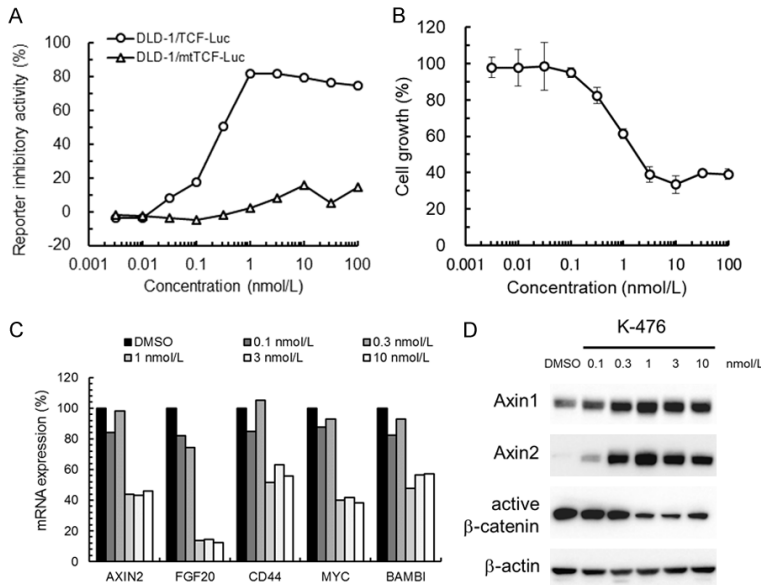 A
DLD-1/TCF-Luc
DLD-1/mtTCF-Luc
Reporter inhibitory activity (%)
100
80
60
40
20
0
-20
0.001 0.01 0.1 1 10 100
Concentration (nmol/L)
B
Cell growth (%)
120
100
80
60
40
20
0
0.001 0.01 0.1 1 10 100
Concentration (nmol/L)
C
DMSO 0.1 nmol/L 0.3 nmol/L
1 nmol/L 3 nmol/L 10 nmol/L
mRNA expression (%)
120
100
80
60
40
20
0
AXIN2 FGF20 CD44 MYC BAMBI
D
K-476
DMSO 0.1 0.3 1 3 10 nmol/L
Axin1
Axin2
active
β-catenin
β-actin